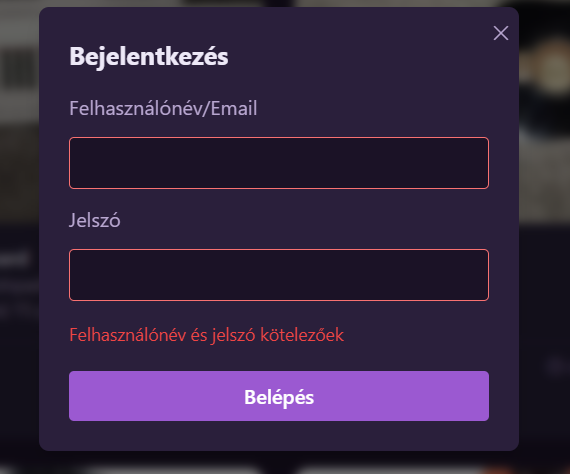 Bejelentkezés
Felhasználónév/Email
Jelszó
Felhasználónév és jelszó kötelezőek
Belépés